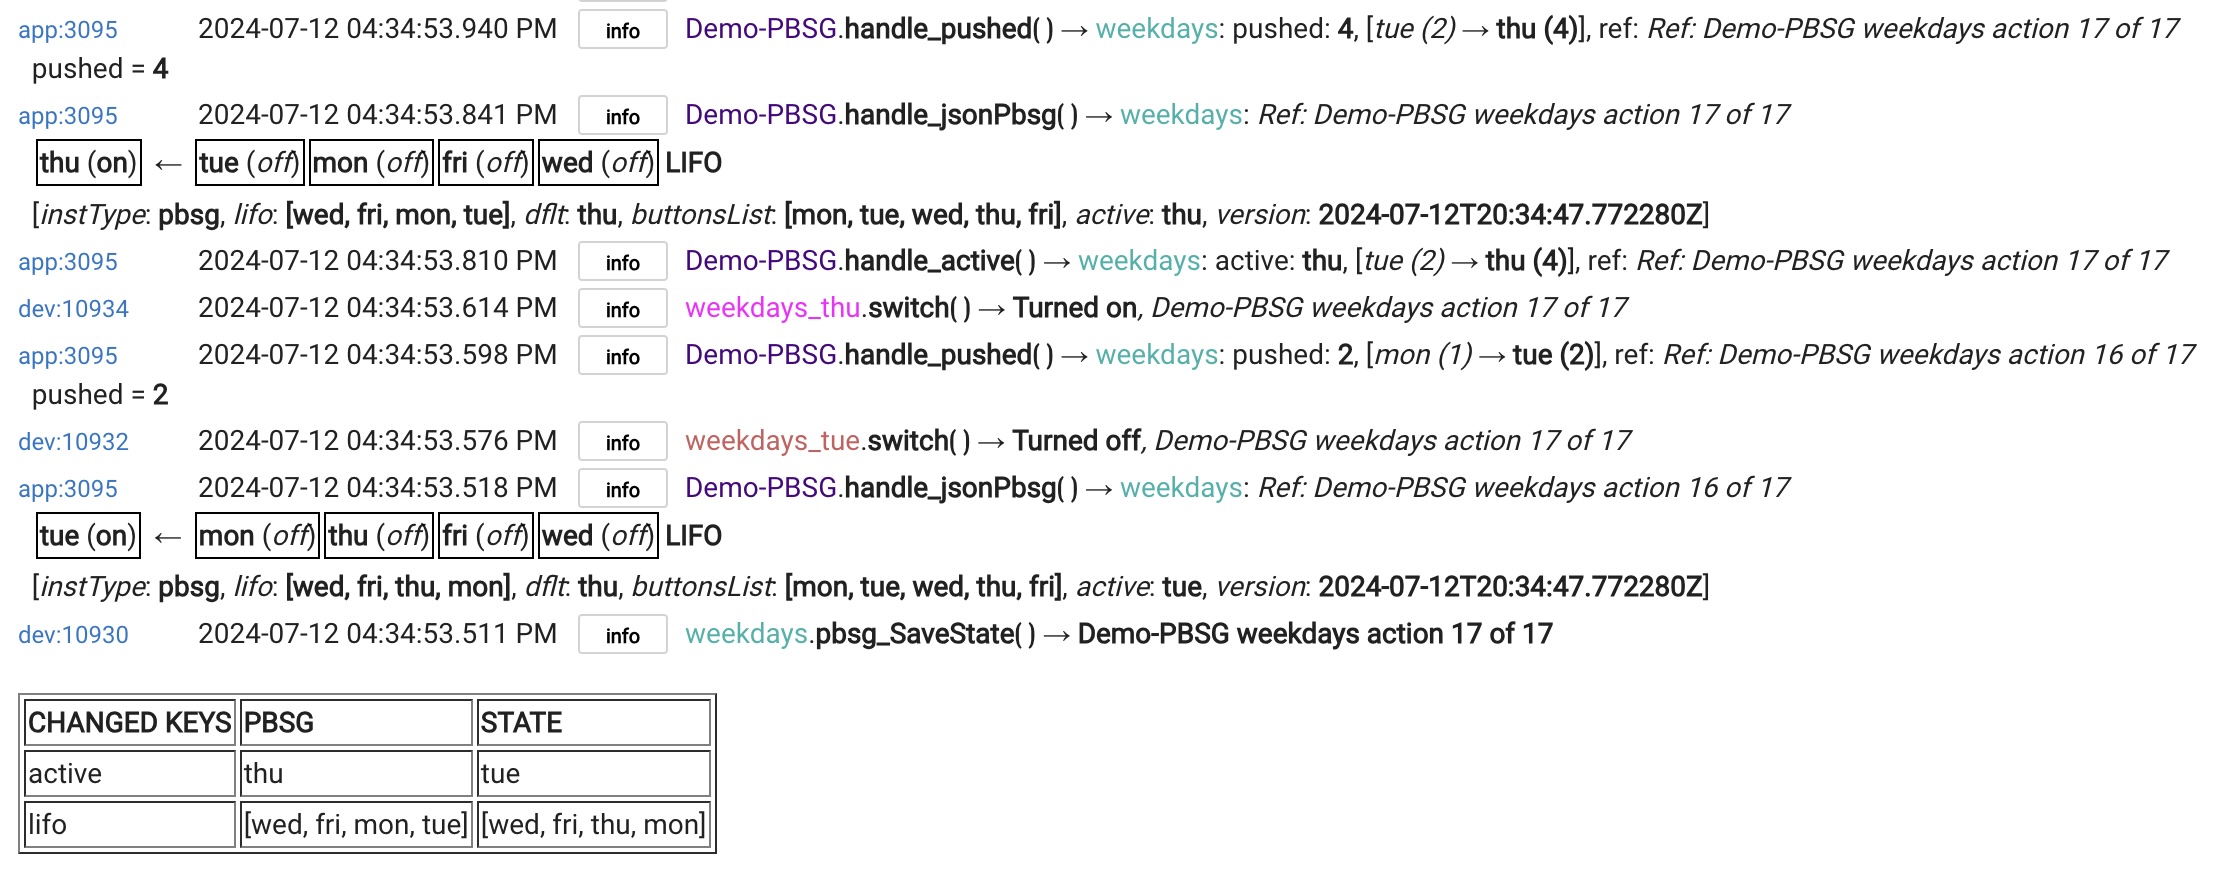 app:3095 2024-07-12 04:34:53.940 PM info Demo-PBSG.handle_pushed( ) → weekdays: pushed: 4, [tue (2) → thu (4)], ref: Ref: Demo-PBSG weekdays action 17 of 17
pushed = 4
app:3095 2024-07-12 04:34:53.841 PM info Demo-PBSG.handle_jsonPbsg( ) → weekdays: Ref: Demo-PBSG weekdays action 17 of 17
thu (on) ← tue (off) mon (off) fri (off) wed (off) LIFO
[instType: pbsg, lifo: [wed, fri, mon, tue], dflt: thu, buttonsList: [mon, tue, wed, thu, fri], active: thu, version: 2024-07-12T20:34:47.772280Z]
app:3095 2024-07-12 04:34:53.810 PM info Demo-PBSG.handle_active( ) → weekdays: active: thu, [tue (2) → thu (4)], ref: Ref: Demo-PBSG weekdays action 17 of 17
dev:10934 2024-07-12 04:34:53.614 PM info weekdays_thu.switch( ) → Turned on, Demo-PBSG weekdays action 17 of 17
app:3095 2024-07-12 04:34:53.598 PM info Demo-PBSG.handle_pushed( ) → weekdays: pushed: 2, [mon (1) → tue (2)], ref: Ref: Demo-PBSG weekdays action 16 of 17
pushed = 2
dev:10932 2024-07-12 04:34:53.576 PM info weekdays_tue.switch( ) → Turned off, Demo-PBSG weekdays action 17 of 17
app:3095 2024-07-12 04:34:53.518 PM info Demo-PBSG.handle_jsonPbsg( ) → weekdays: Ref: Demo-PBSG weekdays action 16 of 17
tue (on) ← mon (off) thu (off) fri (off) wed (off) LIFO
[instType: pbsg, lifo: [wed, fri, thu, mon], dflt: thu, buttonsList: [mon, tue, wed, thu, fri], active: tue, version: 2024-07-12T20:34:47.772280Z]
dev:10930 2024-07-12 04:34:53.511 PM info weekdays.pbsg_SaveState( ) → Demo-PBSG weekdays action 17 of 17
CHANGED KEYS PBSG STATE
active thu tue
lifo [wed, fri, mon, tue] [wed, fri, thu, mon]